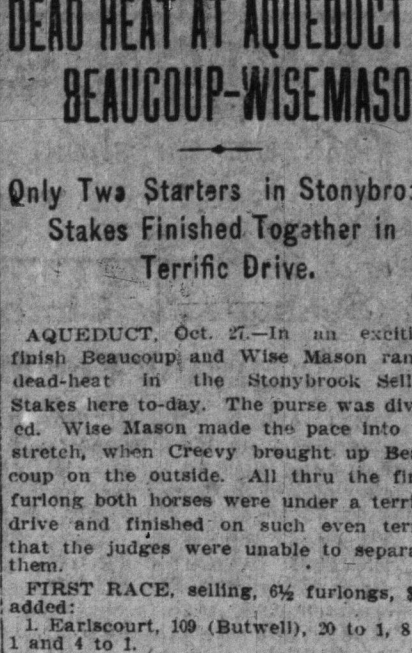 DEAD HEAT AT AQUEDUCT
BEAUCOUP-WISEMASO
Only Two Starters in Stonybro
Stakes Finished Together in
Terrific Drive.
AQUEDUCT, Oct. 27.—In an exciti
finish Beaucoup and Wise Mason ran
dead-heat in the Stonybrook Sell
Stakes here to-day. The purse was div
ed. Wise Mason made the pace into
stretch, when Creevy brought up Be
coup on the outside. All thru the fi
furlong both horses were under a terri
drive and finished on such even ter
that the judges were unable to separa
them.
FIRST RACE, selling, 6½ furlongs, $
added:
1. Earlscourt, 109 (Butwell), 20 to 1, 8
1 and 4 to 1.